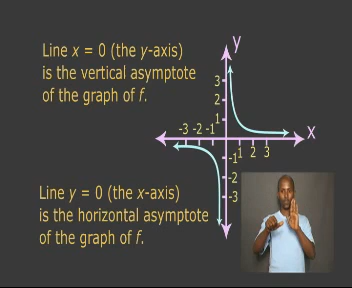 Line x = 0 (the y-axis)
is the vertical asymptote
of the graph of f.
y
3
2
1
-3 -2 -1
1 2 3
x
-1
-2
-3
Line y = 0 (the x-axis)
is the horizontal asymptote
of the graph of f.